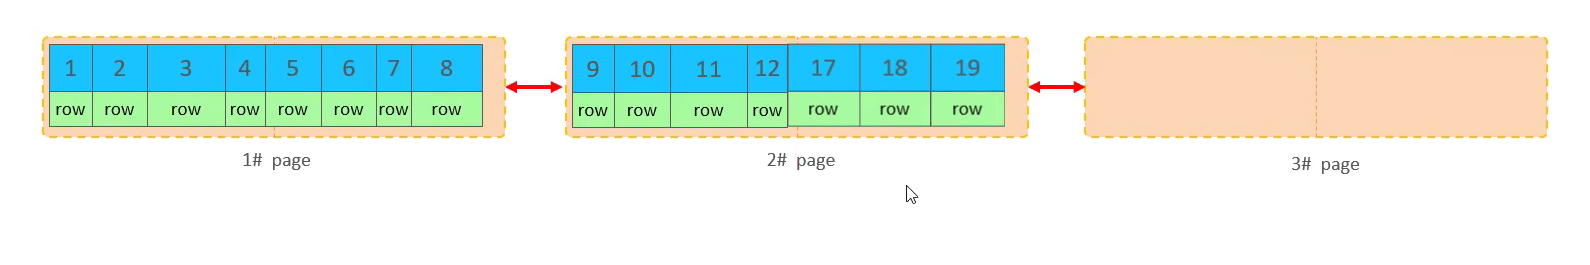 1 2 3 4 5 6 7 8
row row row row row row row row
1# page
9 10 11 12 17 18 19
row row row row row row row
2# page
3# page